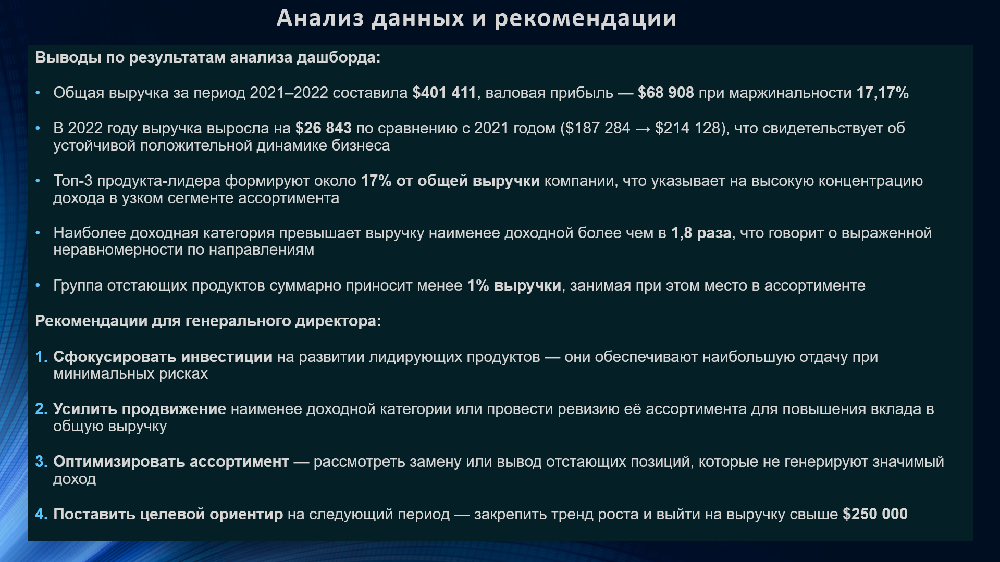 Анализ данных и рекомендации
Выводы по результатам анализа дашборда:
• Общая выручка за период 2021–2022 составила $401 411, валовая прибыль — $68 908 при маржинальности 17,17%
• В 2022 году выручка выросла на $26 843 по сравнению с 2021 годом ($187 284 → $214 128), что свидетельствует об
устойчивой положительной динамике бизнеса
• Топ-3 продукта-лидера формируют около 17% от общей выручки компании, что указывает на высокую концентрацию
дохода в узком сегменте ассортимента
• Наиболее доходная категория превышает выручку наименее доходной более чем в 1,8 раза, что говорит о выраженной
неравномерности по направлениям
• Группа отстающих продуктов суммарно приносит менее 1% выручки, занимая при этом место в ассортименте
Рекомендации для генерального директора:
1. Сфокусировать инвестиции на развитии лидирующих продуктов — они обеспечивают наибольшую отдачу при
минимальных рисках
2. Усилить продвижение наименее доходной категории или провести ревизию её ассортимента для повышения вклада в
общую выручку
3. Оптимизировать ассортимент — рассмотреть замену или вывод отстающих позиций, которые не генерируют значимый
доход
4. Поставить целевой ориентир на следующий период — закрепить тренд роста и выйти на выручку свыше $250 000